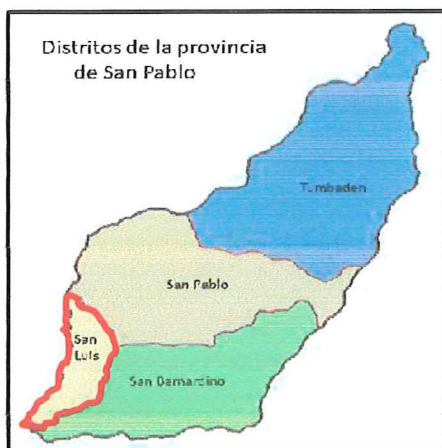 Distritos de la provincia
de San Pablo
Tumbaden
San Pablo
San
Luis
San Bernardino